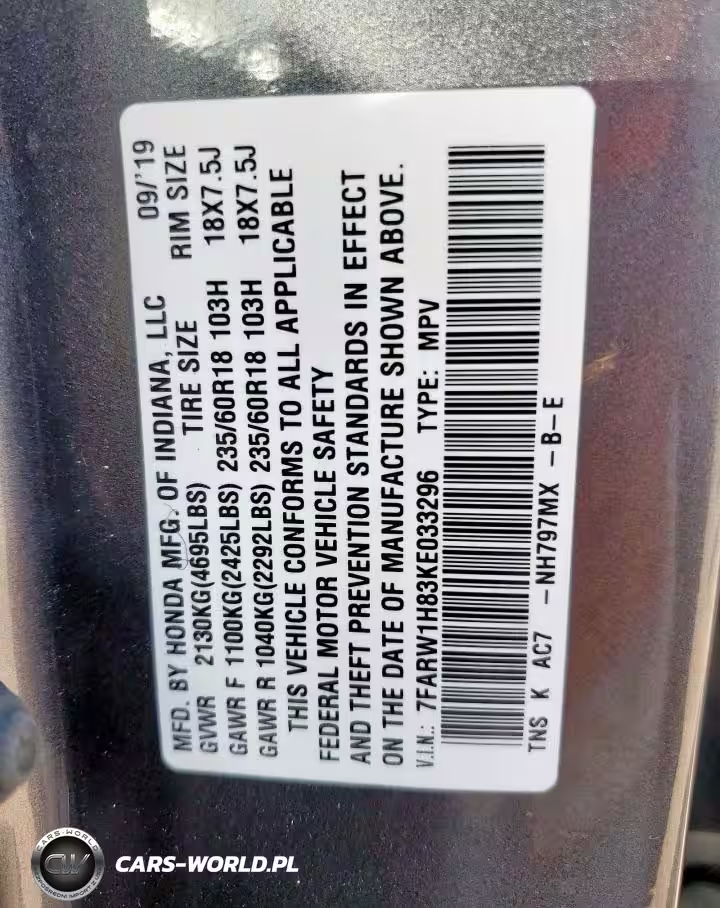 MFD. BY HONDA MFG. OF INDIANA, LLC 09/'19
GVWR 2130KG(4695LBS) TIRE SIZE RIM SIZE
GAWR F 1100KG(2425LBS) 235/60R18 103H 18X7.5J
GAWR R 1040KG(2292LBS) 235/60R18 103H 18X7.5J
THIS VEHICLE CONFORMS TO ALL APPLICABLE
FEDERAL MOTOR VEHICLE SAFETY
AND THEFT PREVENTION STANDARDS IN EFFECT
ON THE DATE OF MANUFACTURE SHOWN ABOVE.
V.I.N.: 7FARW1H83KE033296 TYPE: MPV
TNS K AC7 -NH797MX -B-E
CARS-WORLD
CW
CARS-WORLD.PL